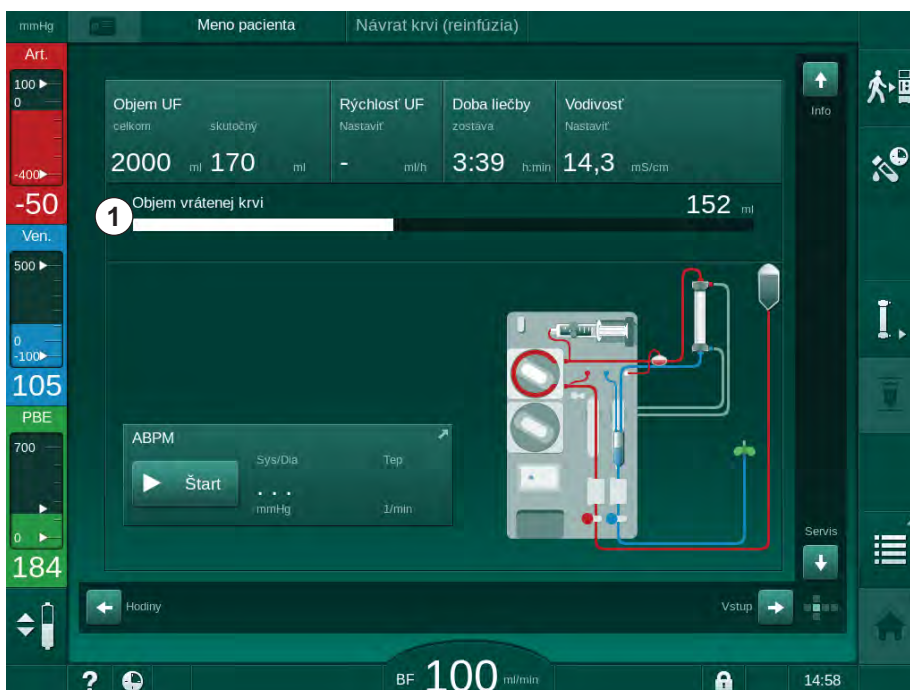 mmHg
Meno pacienta
Návrat krvi (reinfúzia)
Art.
100
0
-400
-50
Ven.
500
0
-100
105
PBE
700
0
184
Objem UF
celkom skutočný
2000 ml 170 ml
Rýchlosť UF
Nastaviť
- ml/h
Doba liečby
zostáva
3:39 h:min
Vodivosť
Nastaviť
14,3 mS/cm
Info
1
Objem vrátenej krvi 152 ml
ABPM
Sys/Dia Tep
Štart
. . .
mmHg 1/min
Servis
Hodiny
Vstup
? BF 100 ml/min 14:58